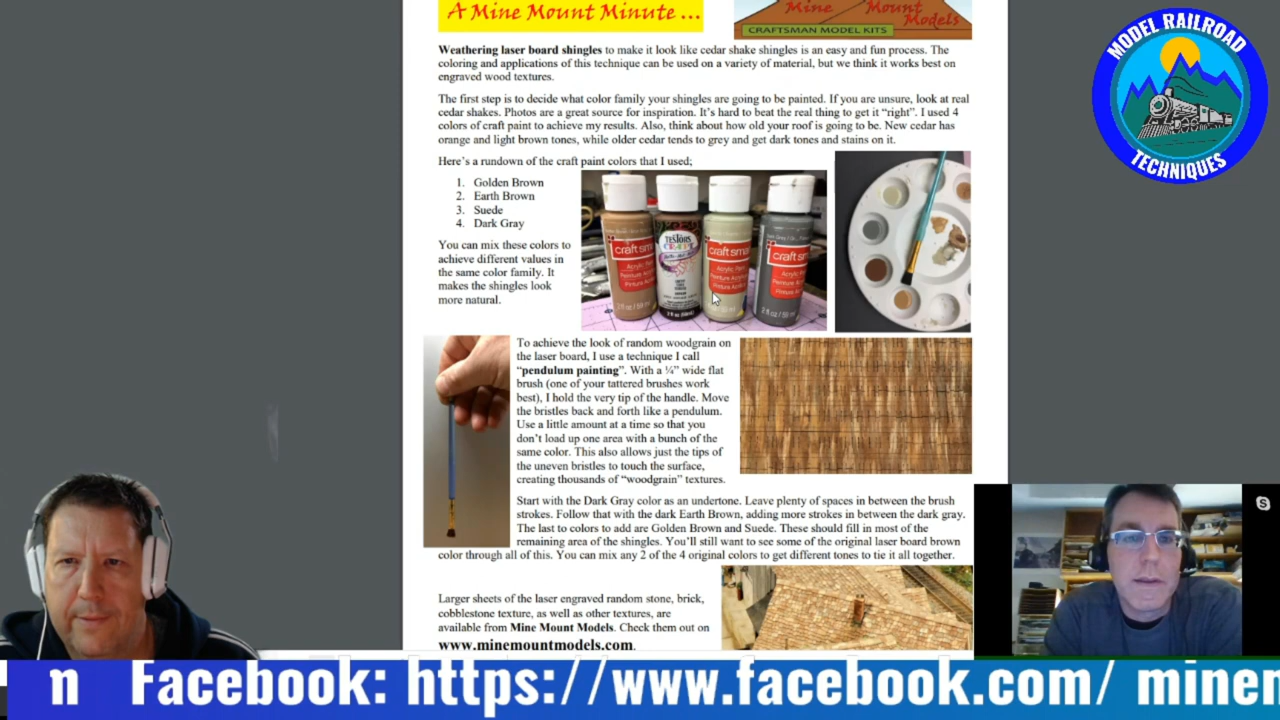 A Mine Mount Minute ...
Mine Mount
Models
CRAFTSMAN MODEL KITS
MODEL RAILROAD
TECHNIQUES
Weathering laser board shingles to make it look like cedar shake shingles is an easy and fun process. The
coloring and applications of this technique can be used on a variety of material, but we think it works best on
engraved wood textures.
The first step is to decide what color family your shingles are going to be painted. If you are unsure, look at real
cedar shakes. Photos are a great source for inspiration. It's hard to beat the real thing to get it "right". I used 4
colors of craft paint to achieve my results. Also, think about how old your roof is going to be. New cedar has
orange and light brown tones, while older cedar tends to grey and get dark tones and stains on it.
Here's a rundown of the craft paint colors that I used;
1. Golden Brown
2. Earth Brown
3. Suede
4. Dark Gray
You can mix these colors to
achieve different values in
the same color family. It
makes the shingles look
more natural.
craft sma
TESTORS
craft sma
craft sma
To achieve the look of random woodgrain on
the laser board, I use a technique I call
"pendulum painting". With a ¼" wide flat
brush (one of your tattered brushes work
best), I hold the very tip of the handle. Move
the bristles back and forth like a pendulum.
Use a little amount at a time so that you
don't load up one area with a bunch of the
same color. This also allows just the tips of
the uneven bristles to touch the surface,
creating thousands of "woodgrain" textures.
Start with the Dark Gray color as an undertone. Leave plenty of spaces in between the brush
strokes. Follow that with the dark Earth Brown, adding more strokes in between the dark gray.
The last to colors to add are Golden Brown and Suede. These should fill in most of the
remaining area of the shingles. You'll still want to see some of the original laser board brown
color through all of this. You can mix any 2 of the 4 original colors to get different tones to tie it all together.
Larger sheets of the laser engraved random stone, brick,
cobblestone texture, as well as other textures, are
available from Mine Mount Models. Check them out on
www.minemountmodels.com.
n Facebook: https://www.facebook.com/ minem